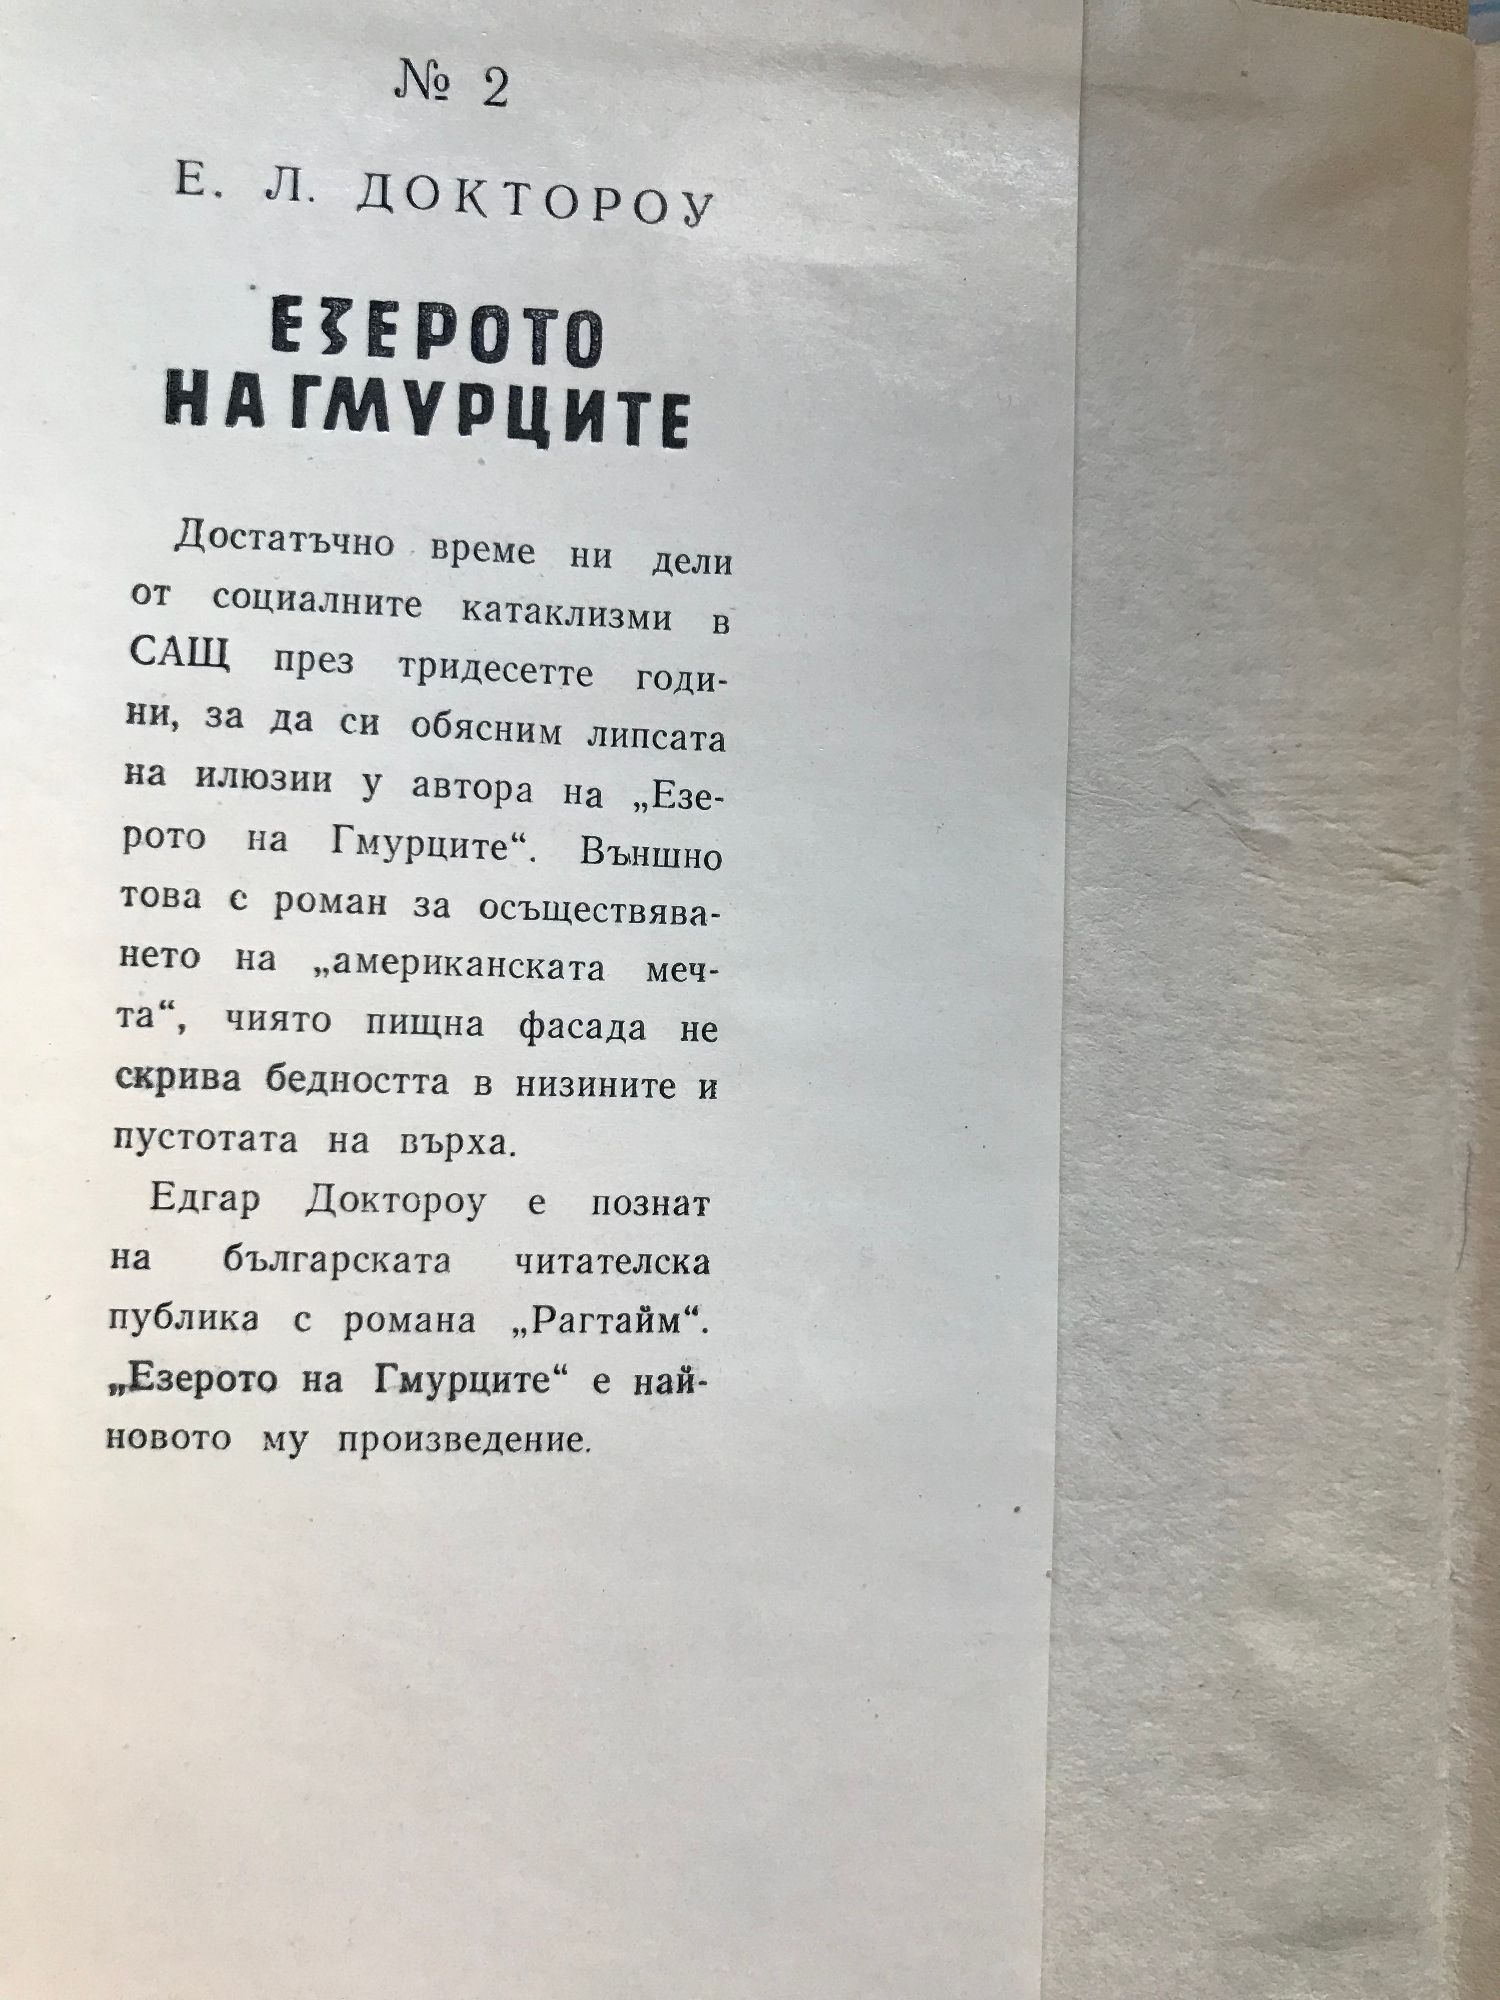 № 2
Е. Л. ДОКТОРОУ
ЕЗЕРОТО
НА ГМУРЦИТЕ
Достатъчно време ни дели
от социалните катаклизми в
САЩ през тридесетте годи-
ни, за да си обясним липсата
на илюзии у автора на „Езе-
рото на Гмурците“. Външно
това е роман за осъществява-
нето на „американската меч-
та“, чиято пищна фасада не
скрива бедността в низините и
пустотата на върха.
Едгар Доктороу е познат
на българската читателска
публика с романа „Рагтайм“.
„Езерото на Гмурците“ е най-
новото му произведение.